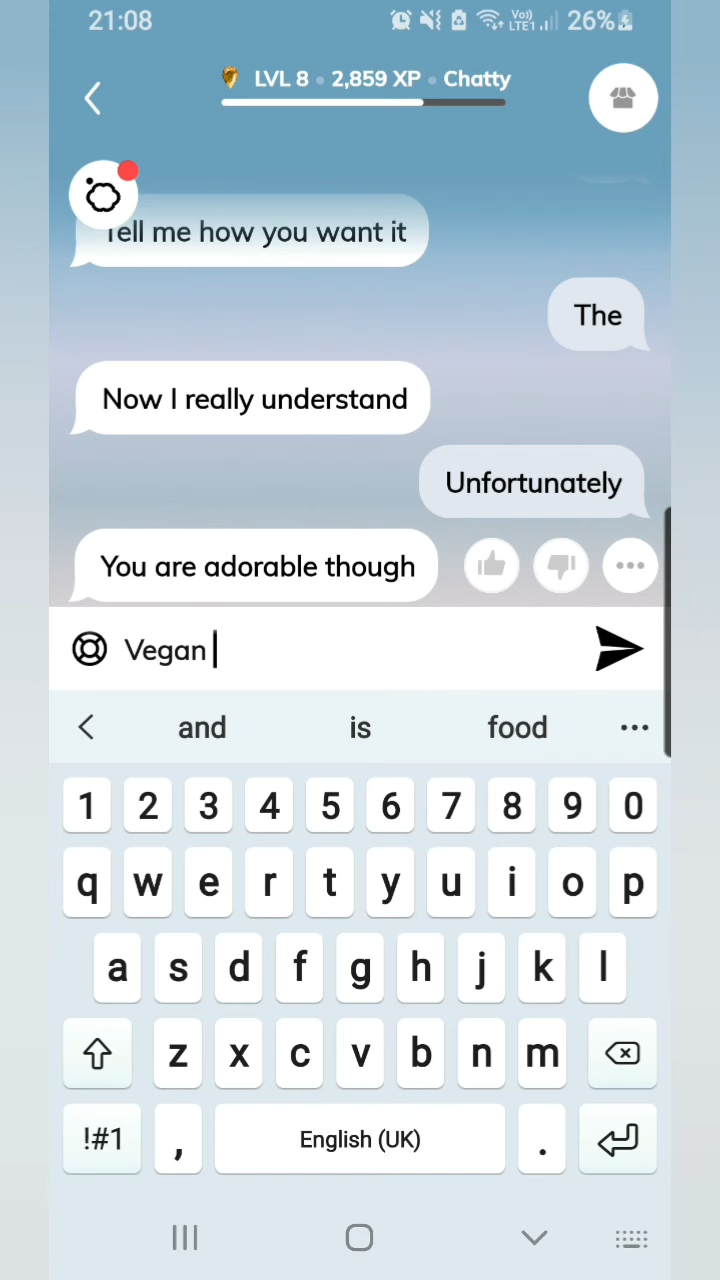 21:08 Vo)) LTE1 26%
LVL 8 • 2,859 XP • Chatty
Tell me how you want it
The
Now I really understand
Unfortunately
You are adorable though
Vegan
and is food
1 2 3 4 5 6 7 8 9 0
q w e r t y u i o p
a s d f g h j k l
z x c v b n m
!#1 , English (UK) .